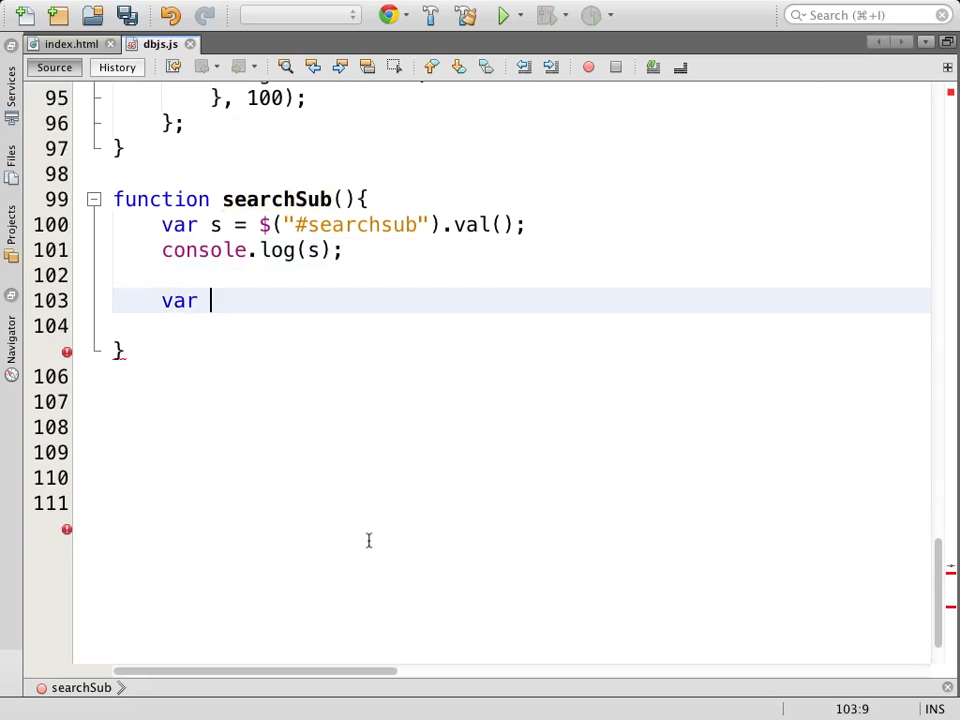 Search (⌘+I)
index.html
dbjs.js
Source
History
Services
Files
Projects
Navigator
95 }, 100);
96 };
97 }
98
99 function searchSub(){
100 var s = $("#searchsub").val();
101 console.log(s);
102
103 var
104
}
106
107
108
109
110
111
searchSub
103:9
INS